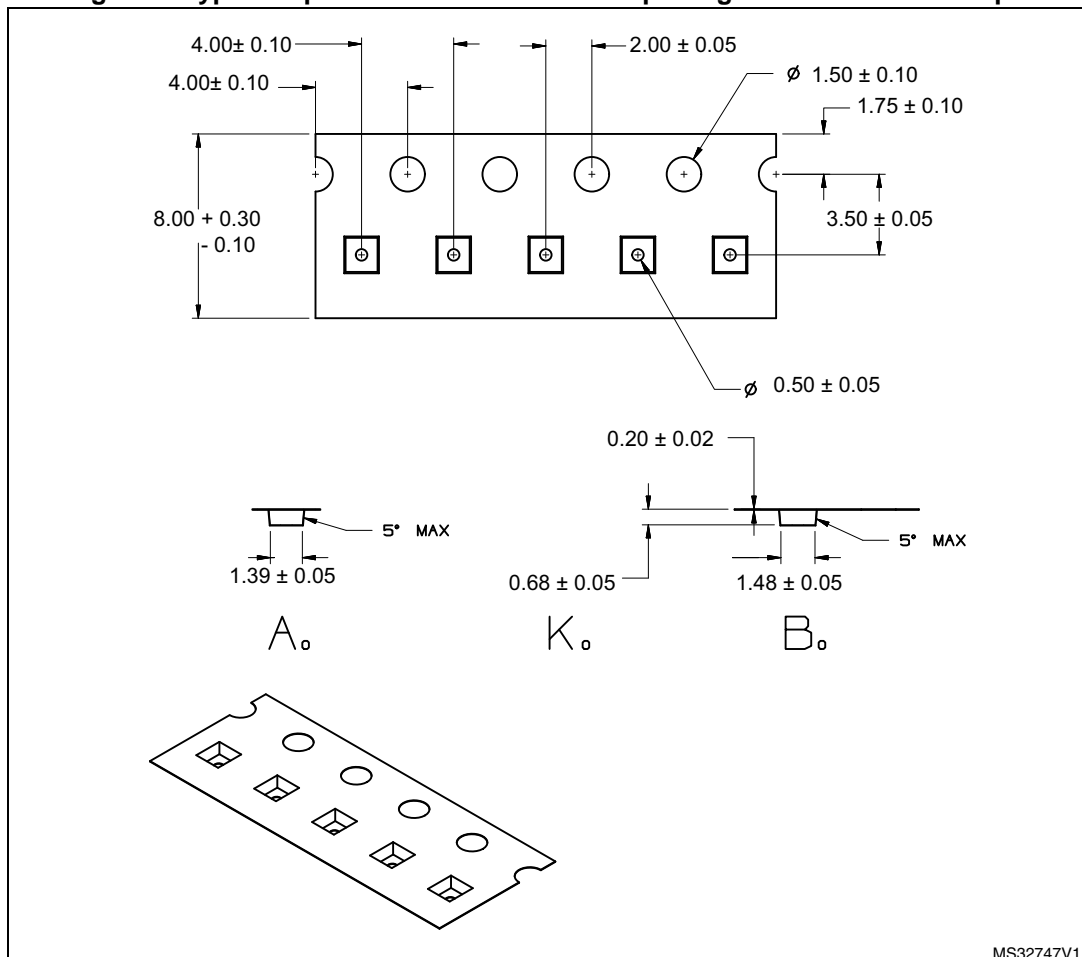 4.00± 0.10
2.00 ± 0.05
4.00± 0.10
ø 1.50 ± 0.10
1.75 ± 0.10
8.00 + 0.30
- 0.10
3.50 ± 0.05
ø 0.50 ± 0.05
0.20 ± 0.02
5° MAX
5° MAX
1.39 ± 0.05
0.68 ± 0.05
1.48 ± 0.05
A₀
K₀
B₀
MS32747V1